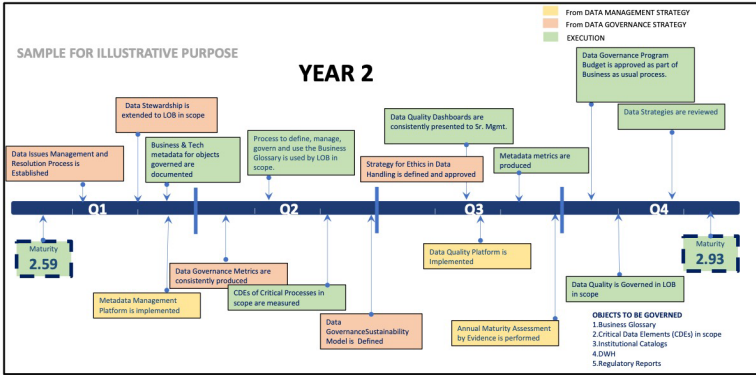 From DATA MANAGEMENT STRATEGY
From DATA GOVERNANCE STRATEGY
EXECUTION
SAMPLE FOR ILLUSTRATIVE PURPOSE
YEAR 2
Data Governance Program
Budget is approved as part of
Business as usual process.
Data Stewardship is
extended to LOB in scope
Data Quality Dashboards are
consistently presented to Sr. Mgmt.
Data Strategies are reviewed
Business & Tech
metadata for objects
governed are
documented
Process to define, manage,
govern and use the Business
Glossary is used by LOB in
scope.
Data Issues Management and
Resolution Process is
Established
Strategy for Ethics in Data
Handling is defined and approved
Metadata metrics are
produced
Q1
Q2
Q3
Q4
Maturity
2.59
Data Quality Platform is
Implemented
Maturity
2.93
Data Governance Metrics are
consistently produced
Data Quality is Governed in LOB
in scope
Metadata Management
Platform is implemented
CDEs of Critical Processes in
scope are measured
Data
GovernanceSustainability
Model is Defined
Annual Maturity Assessment
by Evidence is performed
OBJECTS TO BE GOVERNED
1.Business Glossary
2.Critical Data Elements (CDEs) in scope
3.Institutional Catalogs
4.DWH
5.Regulatory Reports